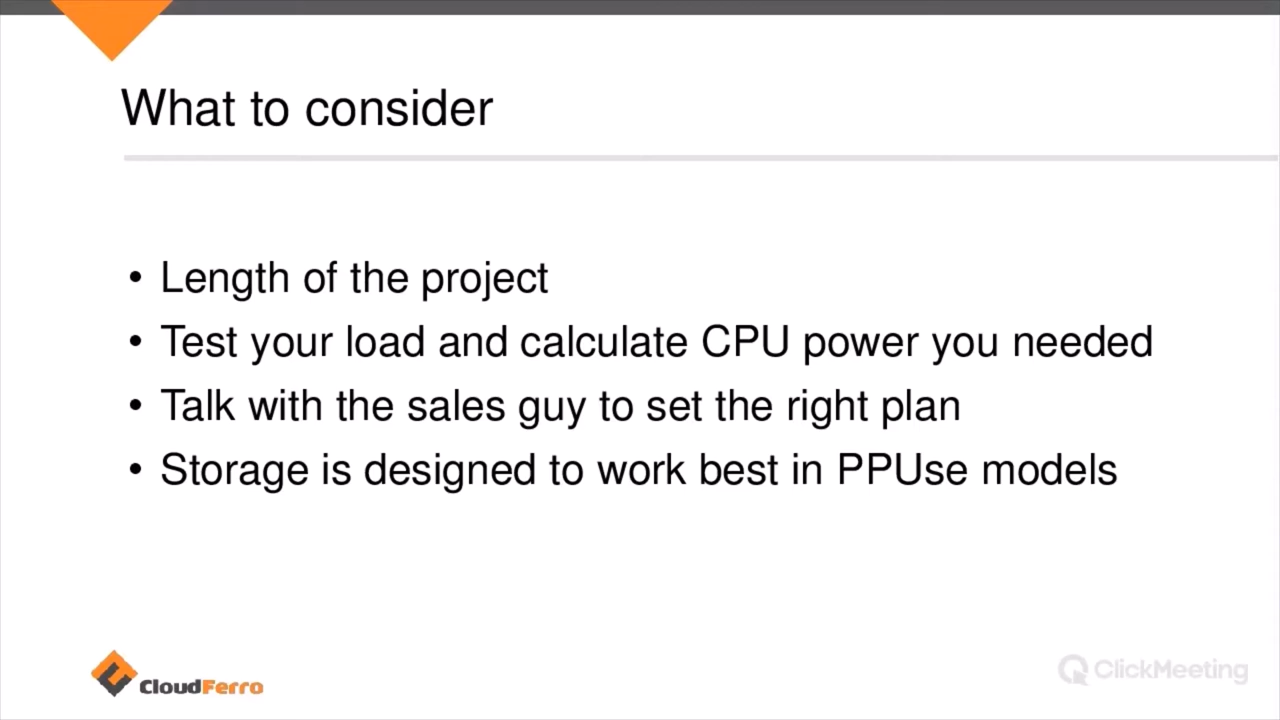 What to consider
• Length of the project
• Test your load and calculate CPU power you needed
• Talk with the sales guy to set the right plan
• Storage is designed to work best in PPUse models
CloudFerro
ClickMeeting